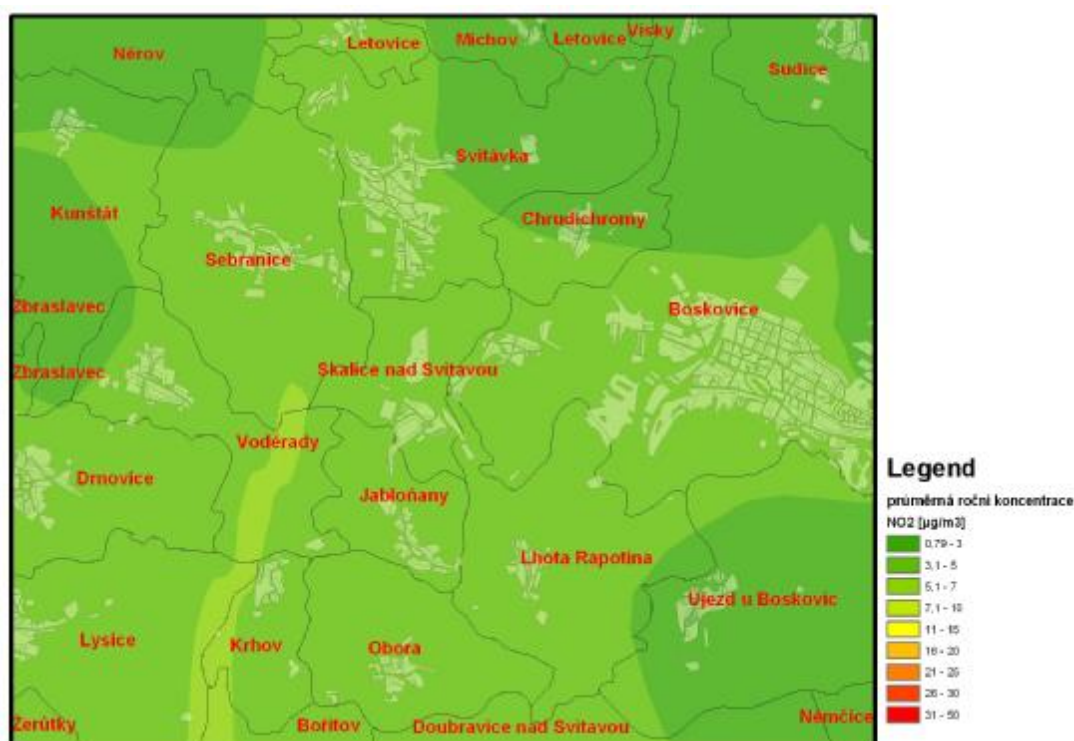 Letovice
Míchov
Letovice
Vísky
Nérov
Sudice
Svitávka
Kunštát
Chrudichromy
Sebranice
Zbraslavec
Boskovice
Zbraslavec
Skalice nad Svitavou
Voděrady
Drnovice
Jabloňany
Lhota Rapotina
Újezd u Boskovic
Lysice
Krhov
Obora
Žerůtky
Bořitov
Doubravice nad Svitavou
Němčice
Legend
průměrná roční koncentrace
NO2 [µg/m3]
0,79 - 3
3,1 - 5
5,1 - 7
7,1 - 10
11 - 15
16 - 20
21 - 25
26 - 30
31 - 50